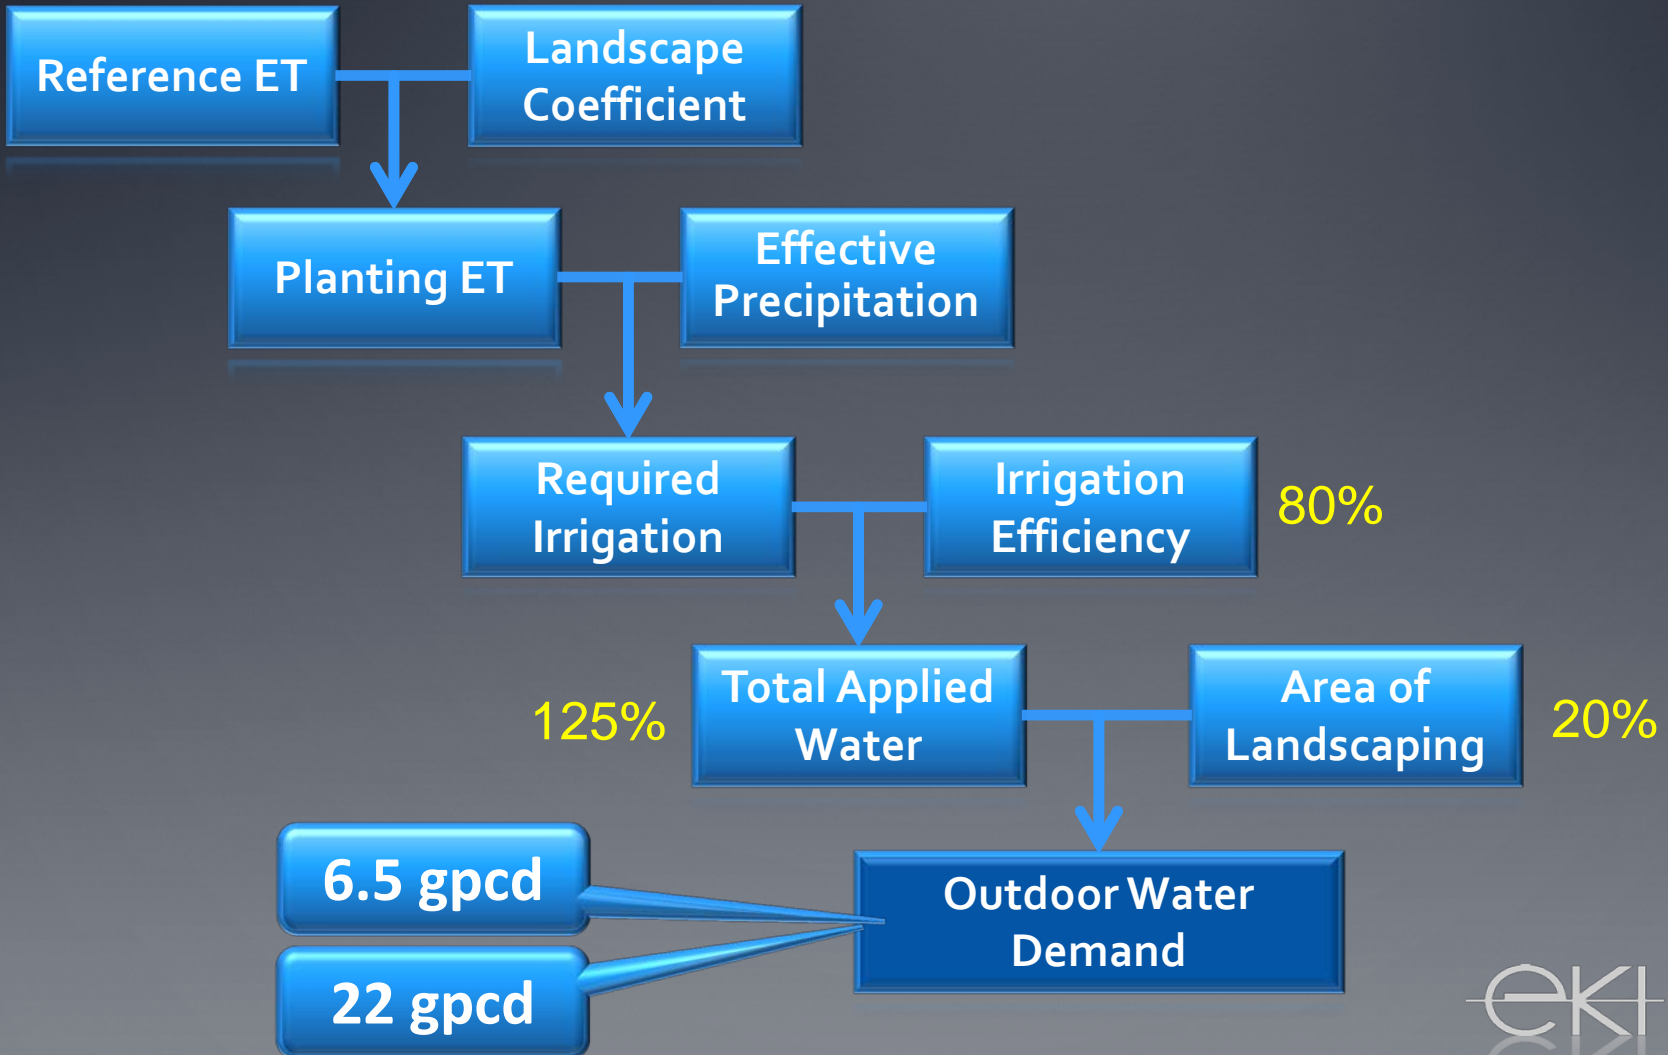 Reference ET
Landscape
Coefficient
Planting ET
Effective
Precipitation
Required
Irrigation
Irrigation
Efficiency
80%
125%
Total Applied
Water
Area of
Landscaping
20%
6.5 gpcd
22 gpcd
Outdoor Water
Demand
eki